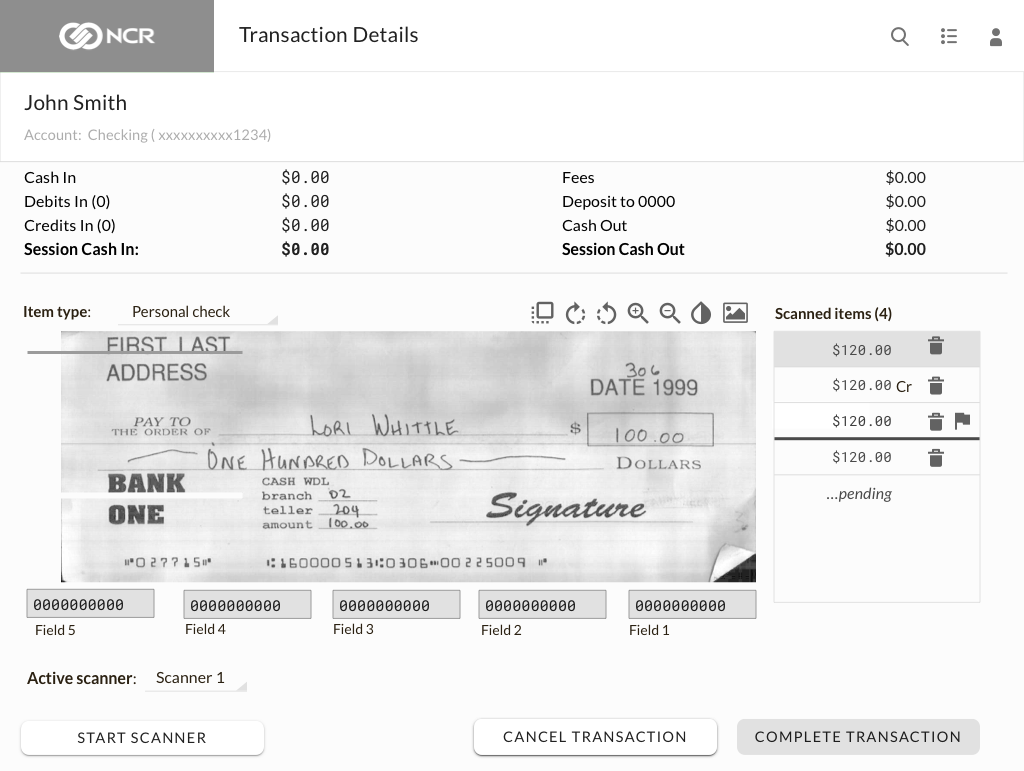 NCR
Transaction Details
John Smith
Account: Checking ( xxxxxxxxxx1234)
Cash In $0.00 Fees $0.00
Debits In (0) $0.00 Deposit to 0000 $0.00
Credits In (0) $0.00 Cash Out $0.00
Session Cash In: $0.00 Session Cash Out $0.00
Item type: Personal check
Scanned items (4)
FIRST LAST
ADDRESS
306
DATE 1999
PAY TO
THE ORDER OF LORI WHITTLE $ 100.00
ONE HUNDRED DOLLARS DOLLARS
BANK
ONE
CASH WDL
branch 02
teller 204
amount 100.00
Signature
"027715" 160000513 0306 00225009
$120.00
$120.00 Cr
$120.00
$120.00
...pending
0000000000 0000000000 0000000000 0000000000 0000000000
Field 5 Field 4 Field 3 Field 2 Field 1
Active scanner: Scanner 1
START SCANNER CANCEL TRANSACTION COMPLETE TRANSACTION